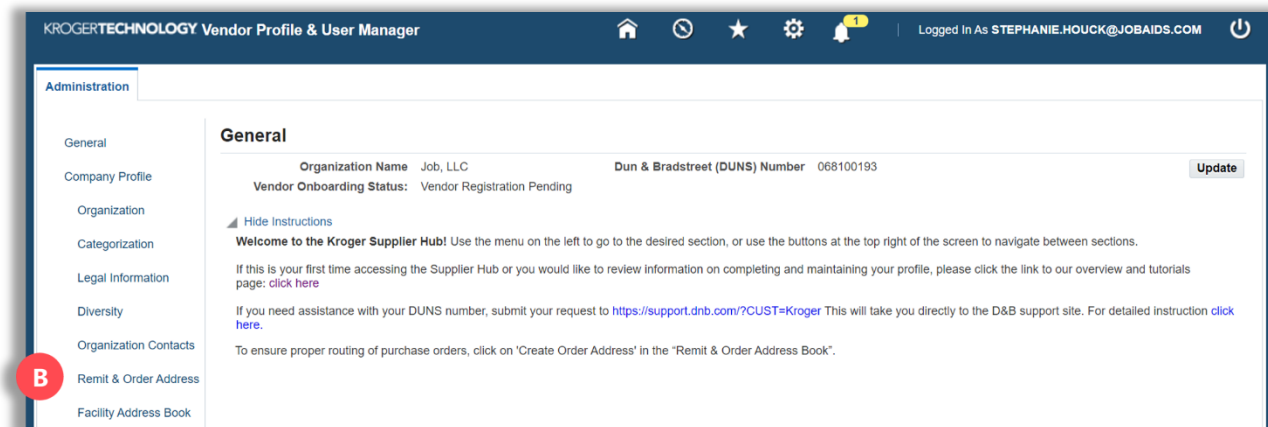 KROGERTECHNOLOGY. Vendor Profile & User Manager
1
Logged In As STEPHANIE.HOUCK@JOBAIDS.COM
Administration
General
Company Profile
Organization
Categorization
Legal Information
Diversity
Organization Contacts
B
Remit & Order Address
Facility Address Book
General
Organization Name Job, LLC
Dun & Bradstreet (DUNS) Number 068100193
Update
Vendor Onboarding Status: Vendor Registration Pending
Hide Instructions
Welcome to the Kroger Supplier Hub! Use the menu on the left to go to the desired section, or use the buttons at the top right of the screen to navigate between sections.
If this is your first time accessing the Supplier Hub or you would like to review information on completing and maintaining your profile, please click the link to our overview and tutorials
page: click here
If you need assistance with your DUNS number, submit your request to https://support.dnb.com/?CUST=Kroger This will take you directly to the D&B support site. For detailed instruction click
here.
To ensure proper routing of purchase orders, click on 'Create Order Address' in the “Remit & Order Address Book”.